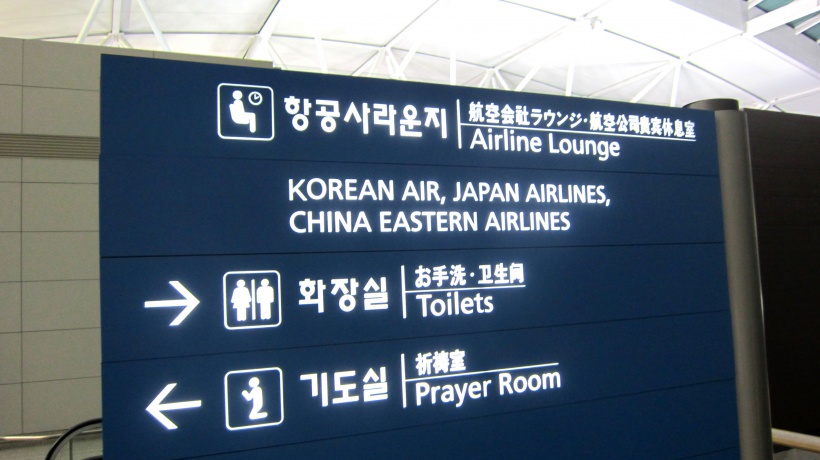 항공사라운지
航空会社ラウンジ·航空公司贵宾休息室
Airline Lounge
KOREAN AIR, JAPAN AIRLINES,
CHINA EASTERN AIRLINES
화장실
お手洗·卫生间
Toilets
기도실
祈祷室
Prayer Room